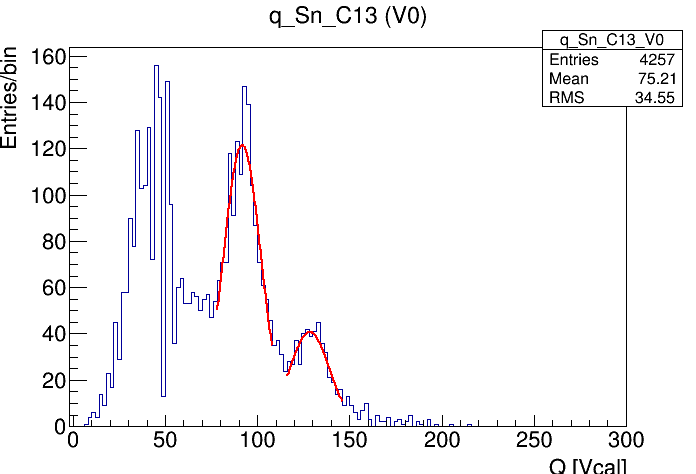 q_Sn_C13 (V0)
q_Sn_C13_V0
Entries 4257
Mean 75.21
RMS 34.55
Entries/bin
160
140
120
100
80
60
40
20
0
0 50 100 150 200 250 300
Q [Vcal]